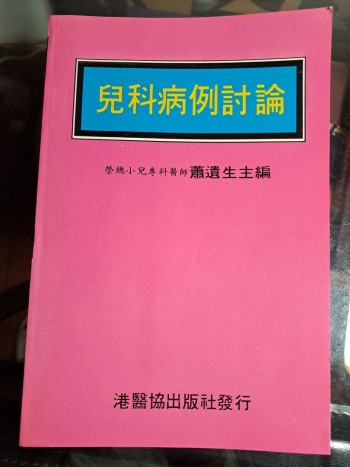 兒科病例討論
榮總小兒專科醫師蕭遺生主編
港醫協出版社發行